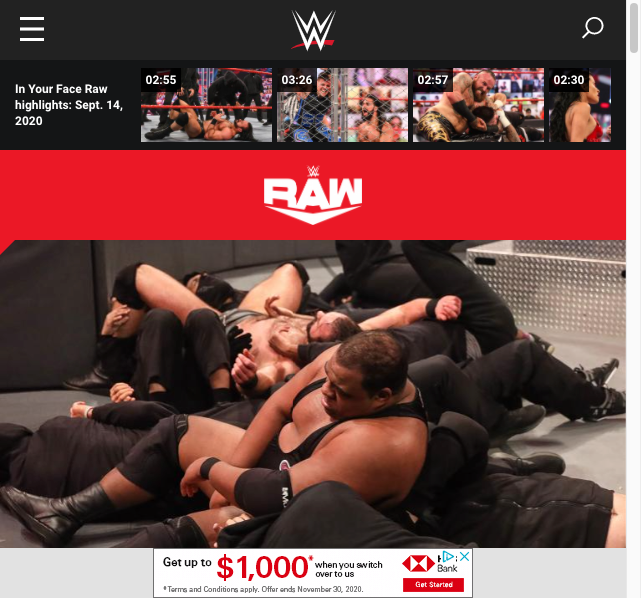 W
In Your Face Raw
highlights: Sept. 14,
2020
02:55
03:26
02:57
02:30
W
RAW
Get up to $1,000* when you switch
over to us
*Terms and Conditions apply. Offer ends November 30, 2020.
Bank
Get Started